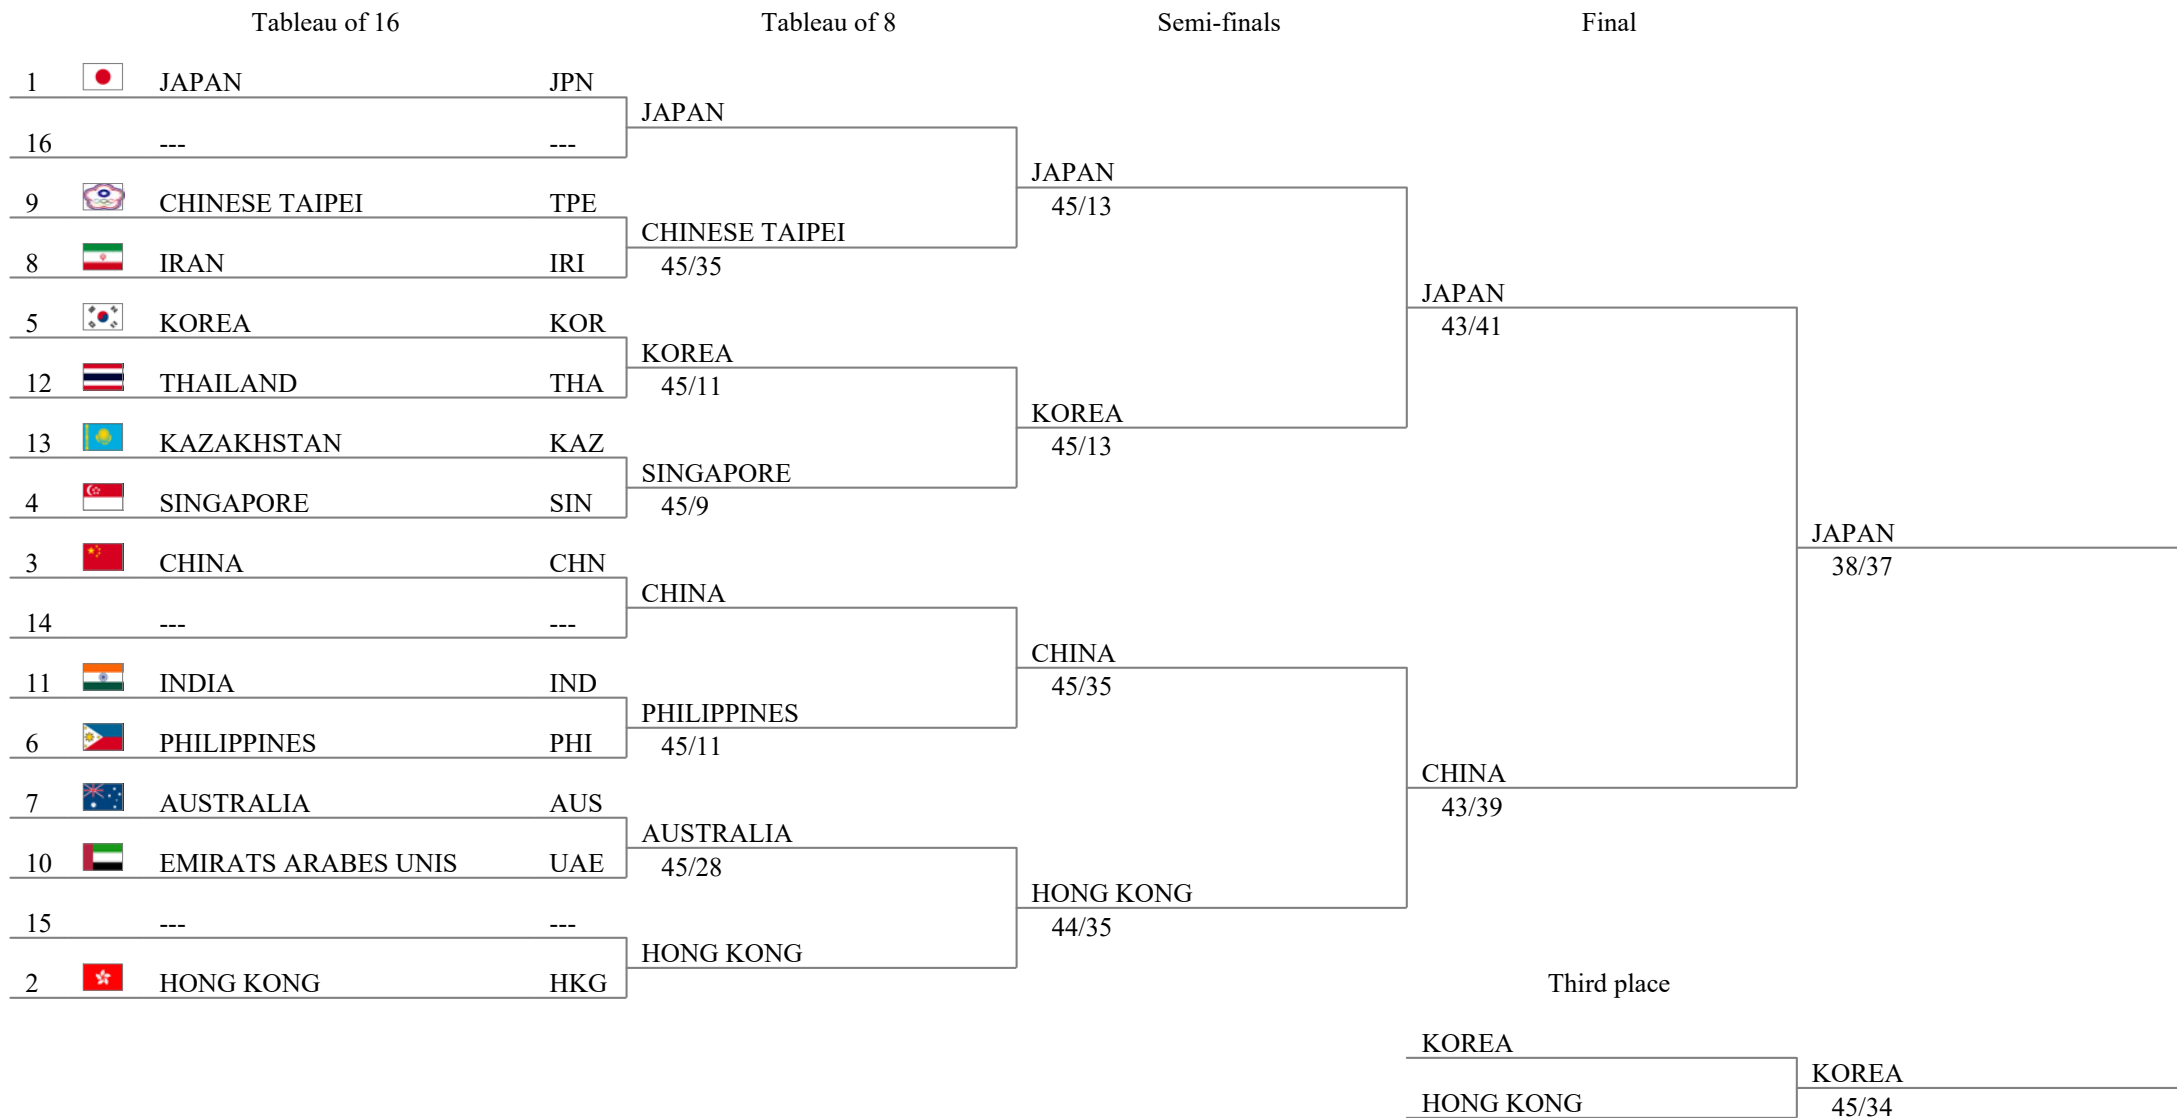 Tableau of 16 Tableau of 8 Semi-finals Final
1 JAPAN JPN
JAPAN
16 --- ---
JAPAN
45/13
9 CHINESE TAIPEI TPE
CHINESE TAIPEI
45/35
8 IRAN IRI
JAPAN
43/41
5 KOREA KOR
KOREA
45/11
12 THAILAND THA
KOREA
45/13
13 KAZAKHSTAN KAZ
SINGAPORE
45/9
4 SINGAPORE SIN
JAPAN
38/37
3 CHINA CHN
CHINA
14 --- ---
CHINA
45/35
11 INDIA IND
PHILIPPINES
45/11
6 PHILIPPINES PHI
CHINA
43/39
7 AUSTRALIA AUS
AUSTRALIA
45/28
10 EMIRATS ARABES UNIS UAE
HONG KONG
44/35
15 --- ---
HONG KONG
2 HONG KONG HKG
Third place
KOREA
KOREA
45/34
HONG KONG